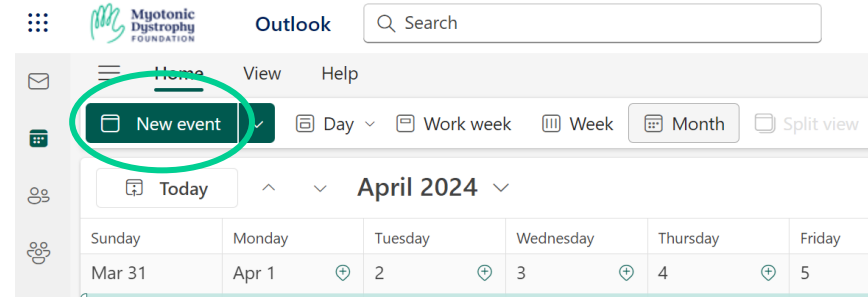 Myotonic
Dystrophy
FOUNDATION
Outlook
Search
Home View Help
New event Day Work week Week Month Split view
Today April 2024
Sunday Monday Tuesday Wednesday Thursday Friday
Mar 31 Apr 1 2 3 4 5